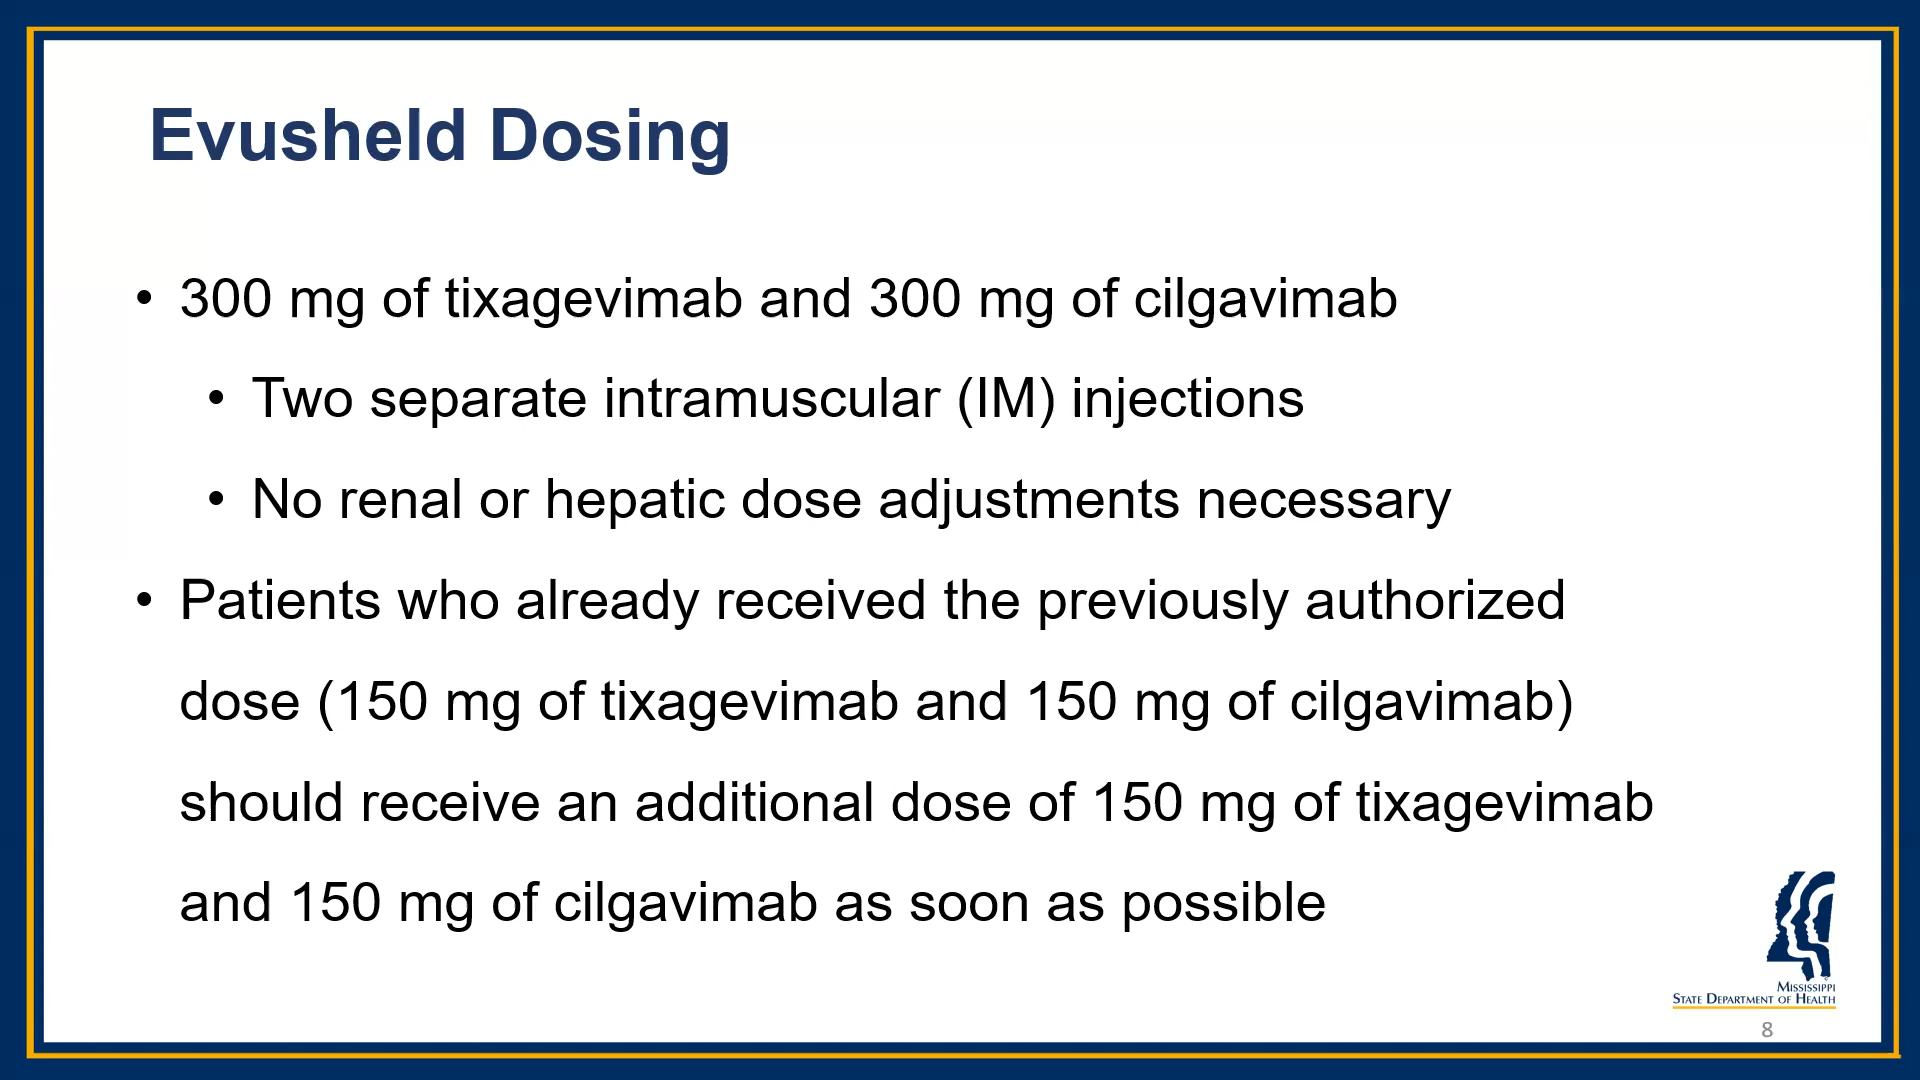 Evusheld Dosing
• 300 mg of tixagevimab and 300 mg of cilgavimab
• Two separate intramuscular (IM) injections
• No renal or hepatic dose adjustments necessary
• Patients who already received the previously authorized
dose (150 mg of tixagevimab and 150 mg of cilgavimab)
should receive an additional dose of 150 mg of tixagevimab
and 150 mg of cilgavimab as soon as possible
MISSISSIPPI
STATE DEPARTMENT OF HEALTH
8